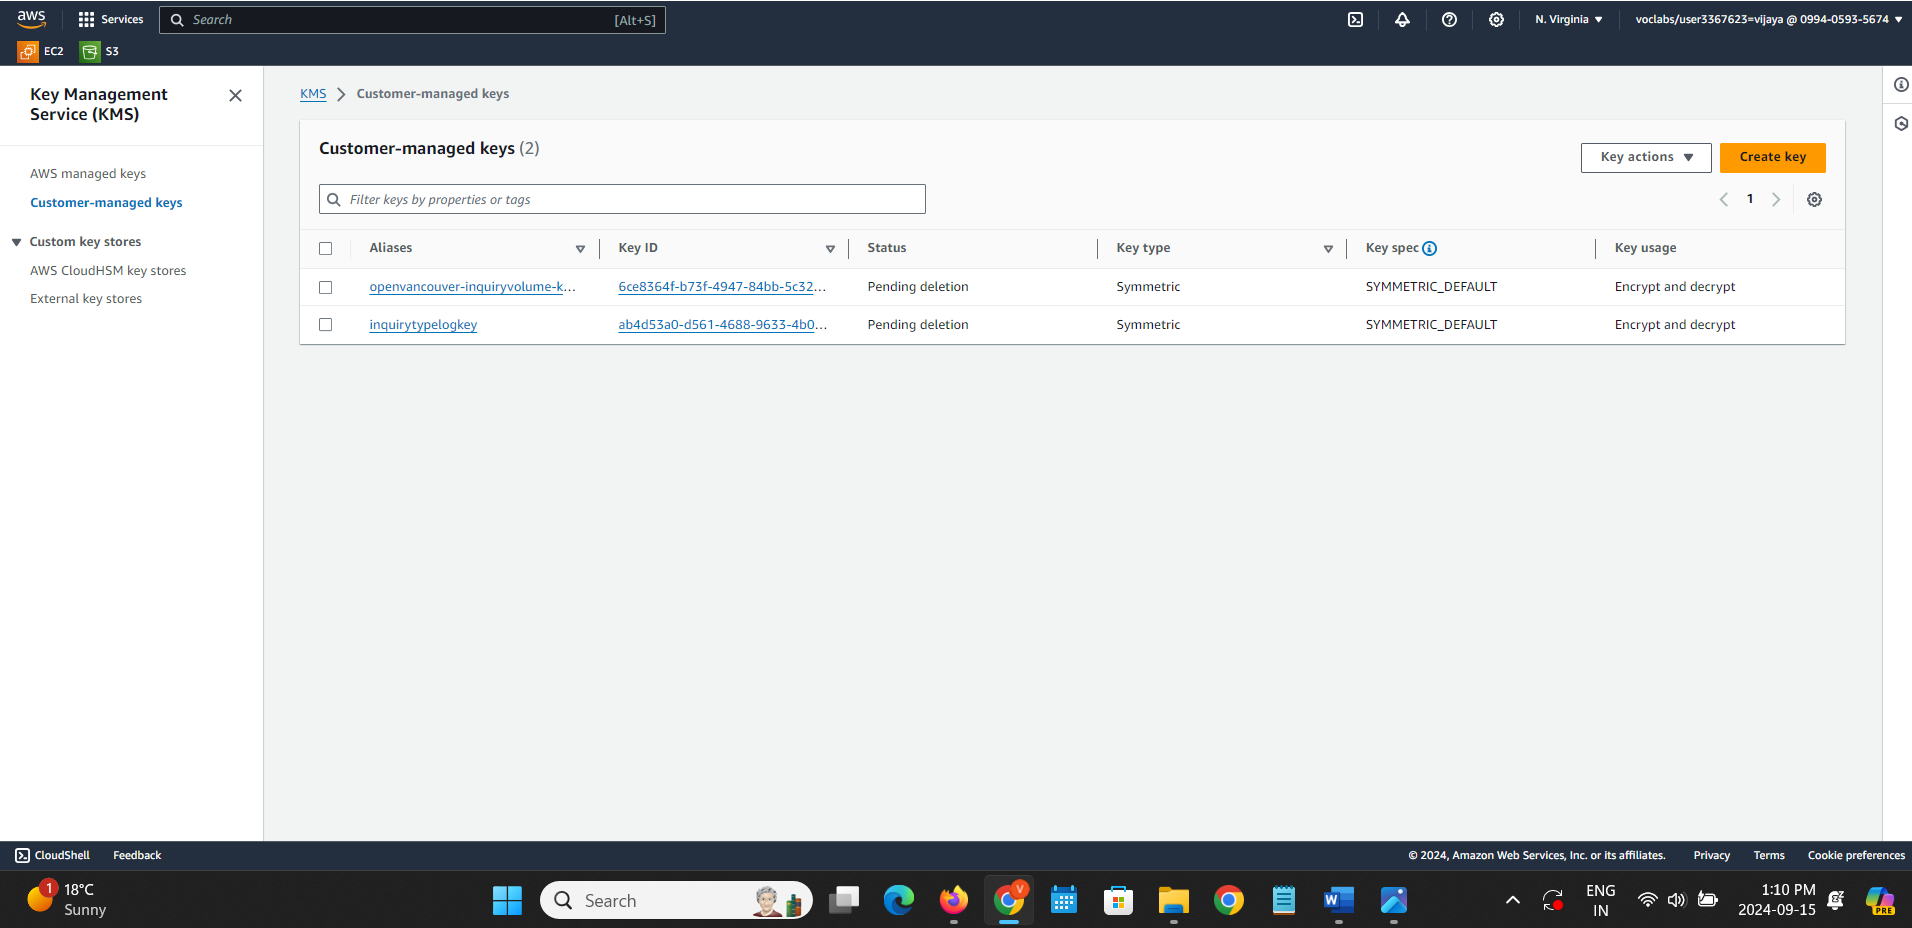 aws
Services
Search
[Alt+S]
N. Virginia
voclabs/user3367623=vijaya @ 0994-0593-5674
EC2
S3
Key Management
Service (KMS)
AWS managed keys
Customer-managed keys
Custom key stores
AWS CloudHSM key stores
External key stores
KMS
Customer-managed keys
Customer-managed keys (2)
Key actions
Create key
Filter keys by properties or tags
1
Aliases Key ID Status Key type Key spec Key usage
openvancouver-inquiryvolume-k... 6ce8364f-b73f-4947-84bb-5c32... Pending deletion Symmetric SYMMETRIC_DEFAULT Encrypt and decrypt
inquirytypelogkey ab4d53a0-d561-4688-9633-4b0... Pending deletion Symmetric SYMMETRIC_DEFAULT Encrypt and decrypt
CloudShell
Feedback
© 2024, Amazon Web Services, Inc. or its affiliates.
Privacy
Terms
Cookie preferences
1
18°C
Sunny
Search
V
W
ENG
IN
1:10 PM
2024-09-15
PRE